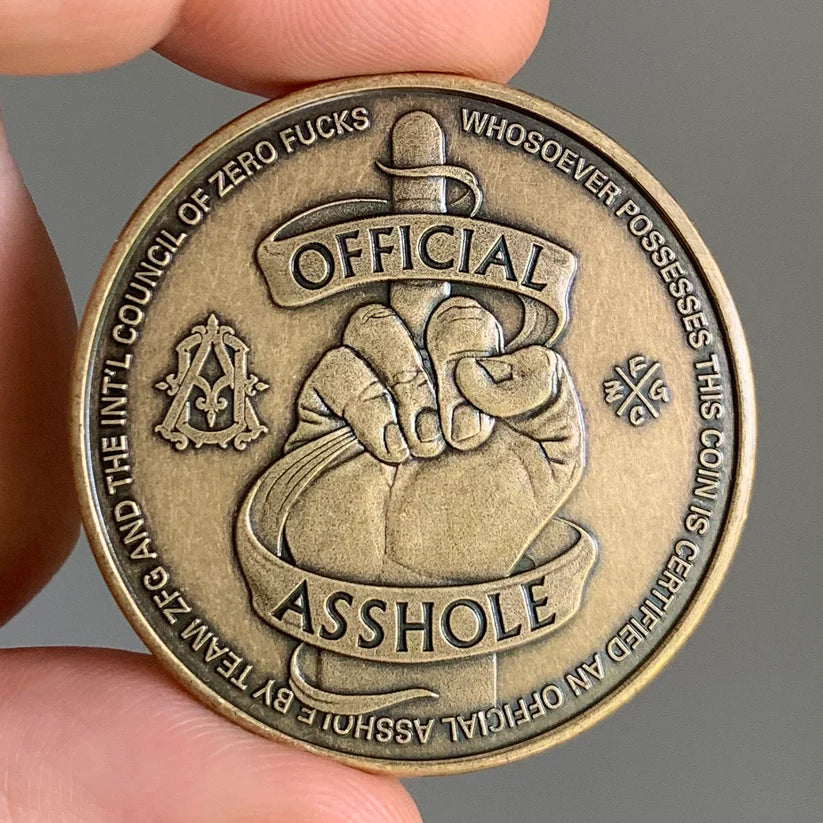 WHOSOEVER POSSESSES THIS COIN IS CERTIFIED AN OFFICIAL ASSHOLE BY TEAM ZFG AND THE INT'L COUNCIL OF ZERO FUCKS
OFFICIAL
ASSHOLE
A
Z F G C